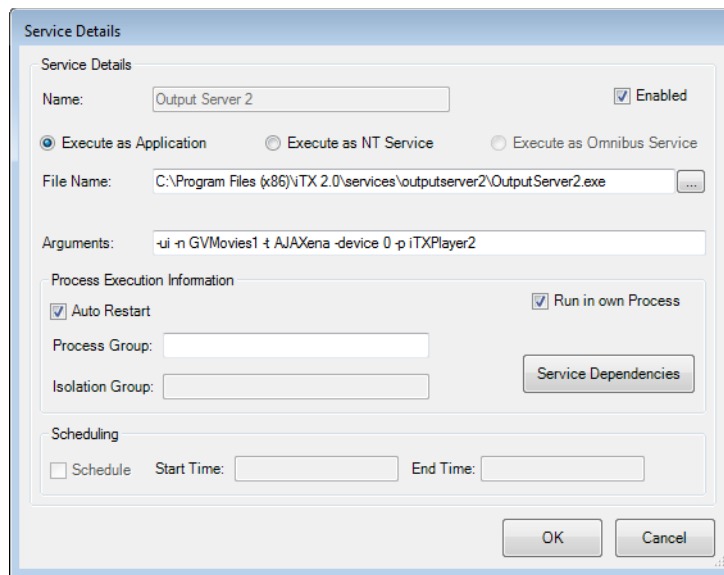 Service Details
Service Details
Name: Output Server 2 Enabled
Execute as Application Execute as NT Service Execute as Omnibus Service
File Name: C:\Program Files (x86)\iTX 2.0\services\outputserver2\OutputServer2.exe ...
Arguments: -ui -n GVMovies1 -t AJAXena -device 0 -p iTXPlayer2
Process Execution Information
Auto Restart Run in own Process
Process Group:
Service Dependencies
Isolation Group:
Scheduling
Schedule Start Time: End Time:
OK Cancel